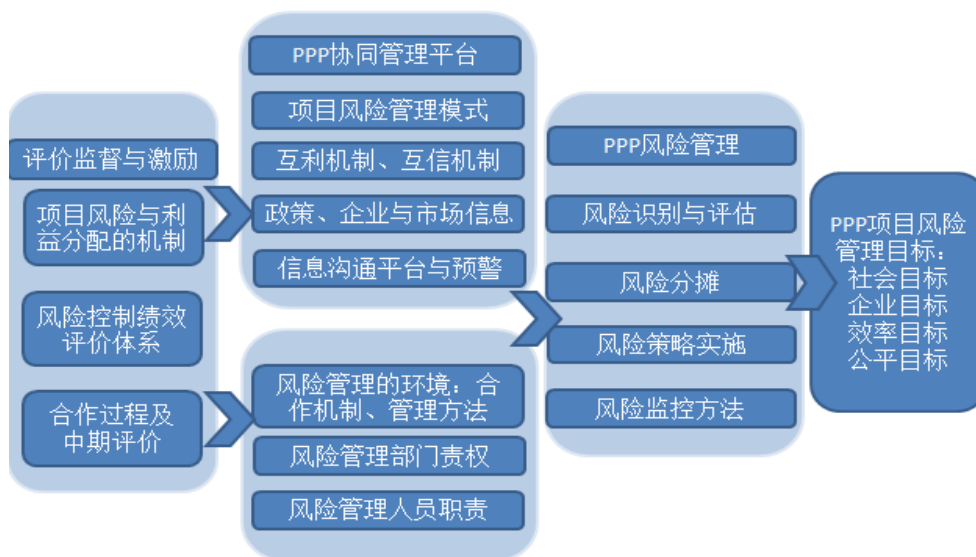 评价监督与激励
项目风险与利
益分配的机制
风险控制绩效
评价体系
合作过程及
中期评价
PPP协同管理平台
项目风险管理模式
互利机制、互信机制
政策、企业与市场信息
信息沟通平台与预警
风险管理的环境：合
作机制、管理方法
风险管理部门责权
风险管理人员职责
PPP风险管理
风险识别与评估
风险分摊
风险策略实施
风险监控方法
PPP项目风险
管理目标：
社会目标
企业目标
效率目标
公平目标